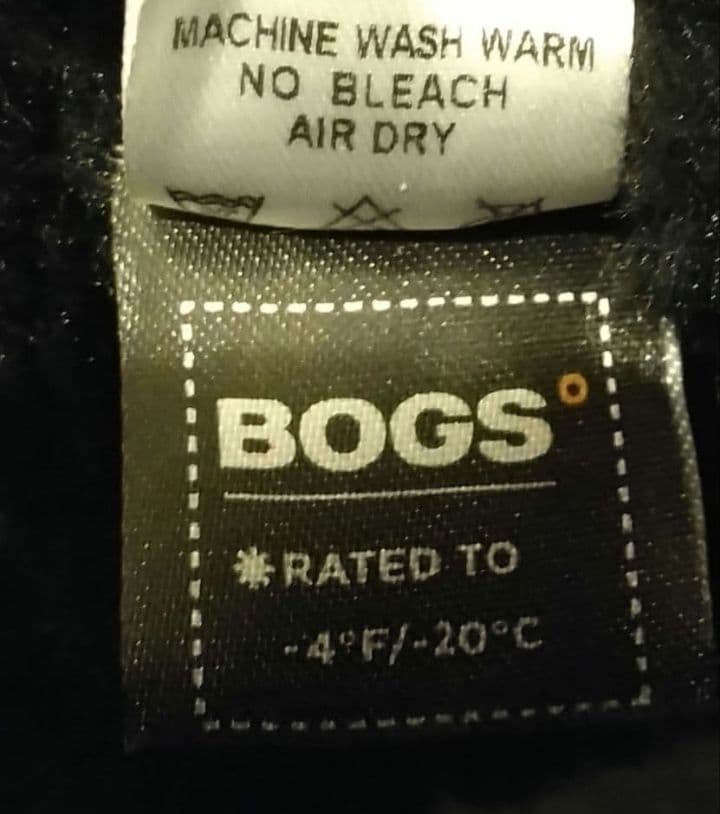 MACHINE WASH WARM
NO BLEACH
AIR DRY
BOGS°
*RATED TO
-4°F/-20°C